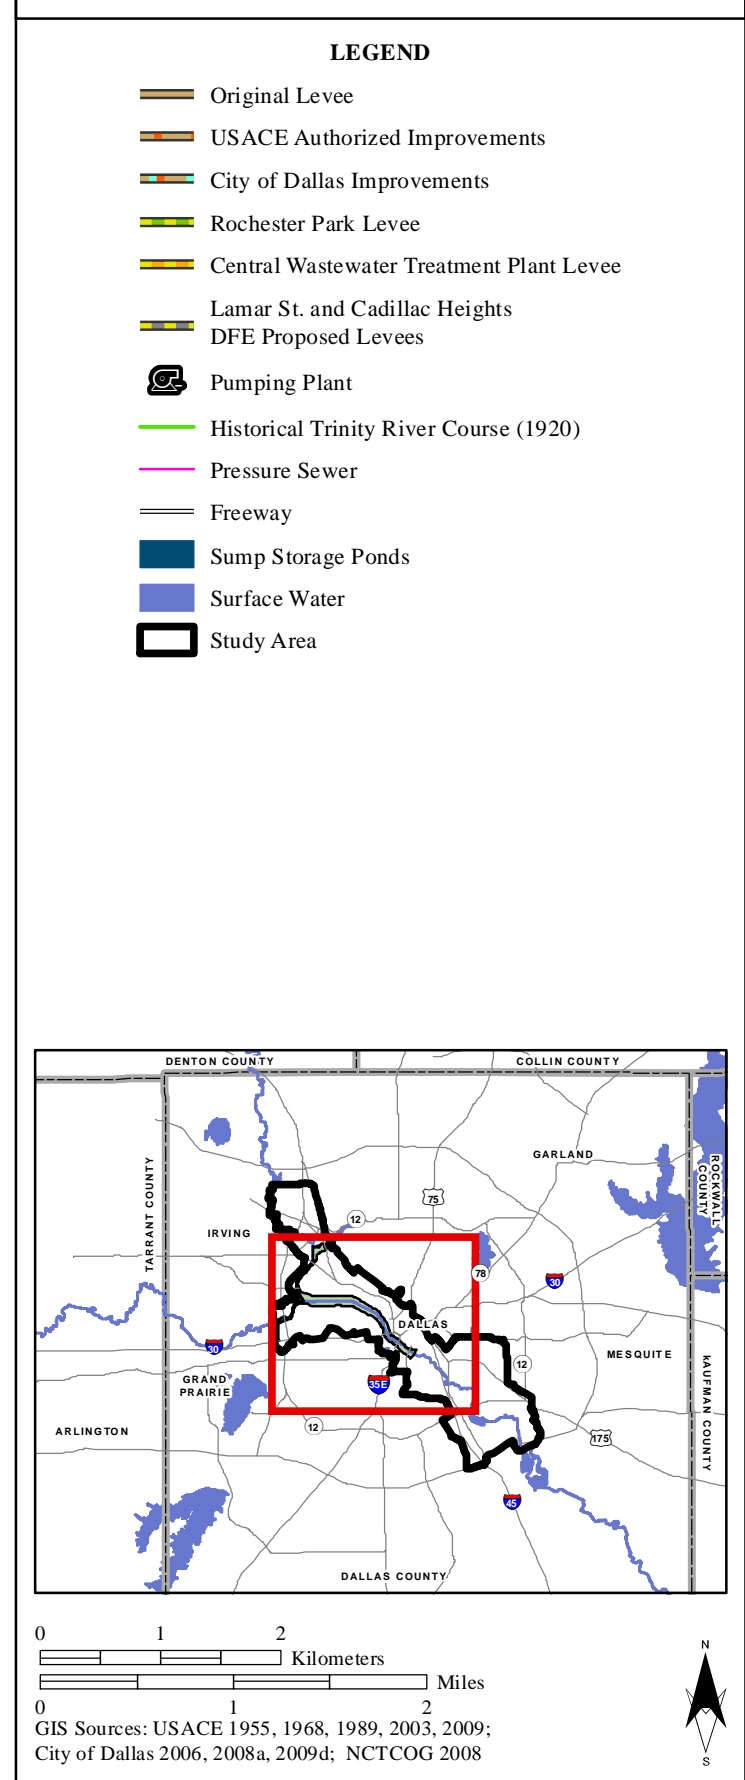 LEGEND
Original Levee
USACE Authorized Improvements
City of Dallas Improvements
Rochester Park Levee
Central Wastewater Treatment Plant Levee
Lamar St. and Cadillac Heights
DFE Proposed Levees
Pumping Plant
Historical Trinity River Course (1920)
Pressure Sewer
Freeway
Sump Storage Ponds
Surface Water
Study Area
DENTON COUNTY
COLLIN COUNTY
GARLAND
TARRANT COUNTY
ROCKWALL
COUNTY
75
12
IRVING
78
30
DALLAS
30
MESQUITE
12
GRAND
PRAIRIE
35E
KAUFMAN COUNTY
ARLINGTON
12
175
45
DALLAS COUNTY
0 1 2
Kilometers
Miles
0 1 2
N
S
GIS Sources: USACE 1955, 1968, 1989, 2003, 2009;
City of Dallas 2006, 2008a, 2009d; NCTCOG 2008